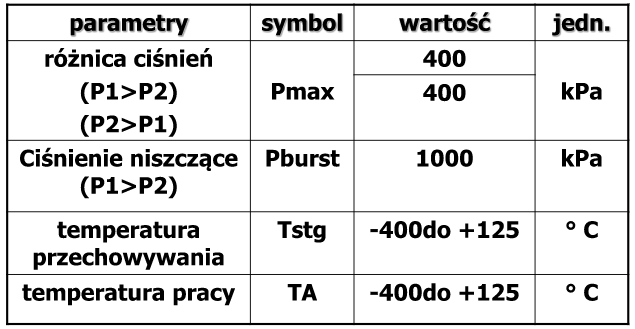 parametry symbol wartość jedn.
różnica ciśnień 400
(P1>P2) Pmax 400 kPa
(P2>P1)
Ciśnienie niszczące Pburst 1000 kPa
(P1>P2)
temperatura Tstg -400do +125 ° C
przechowywania
temperatura pracy TA -400do +125 ° C